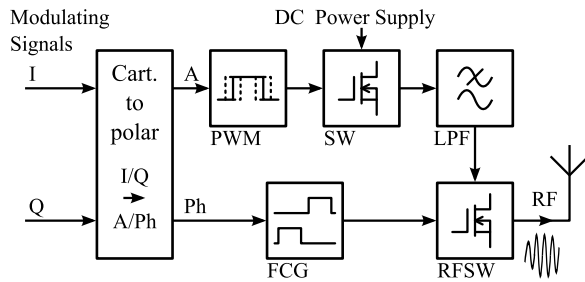 Modulating
Signals
DC Power Supply
I
Cart.
to
polar
I/Q
A/Ph
A
PWM
SW
LPF
Q
Ph
FCG
RFSW
RF